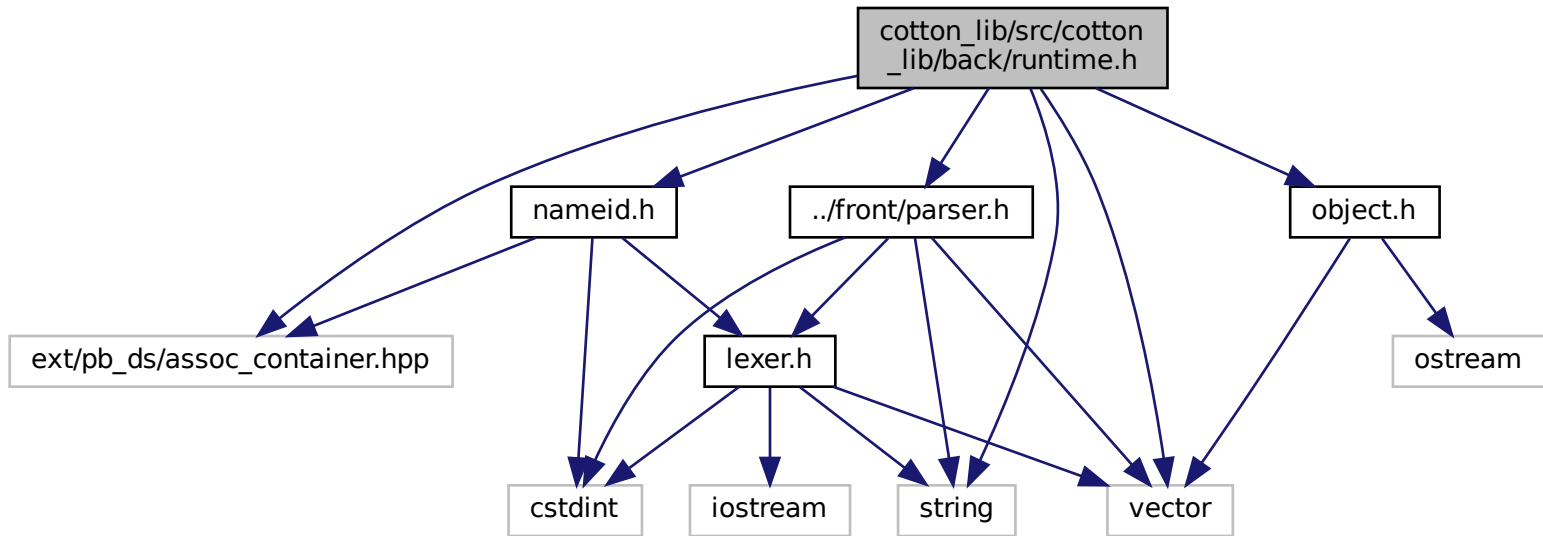 cotton_lib/src/cotton
_lib/back/runtime.h
nameid.h
../front/parser.h
object.h
ext/pb_ds/assoc_container.hpp
lexer.h
ostream
cstdint
iostream
string
vector